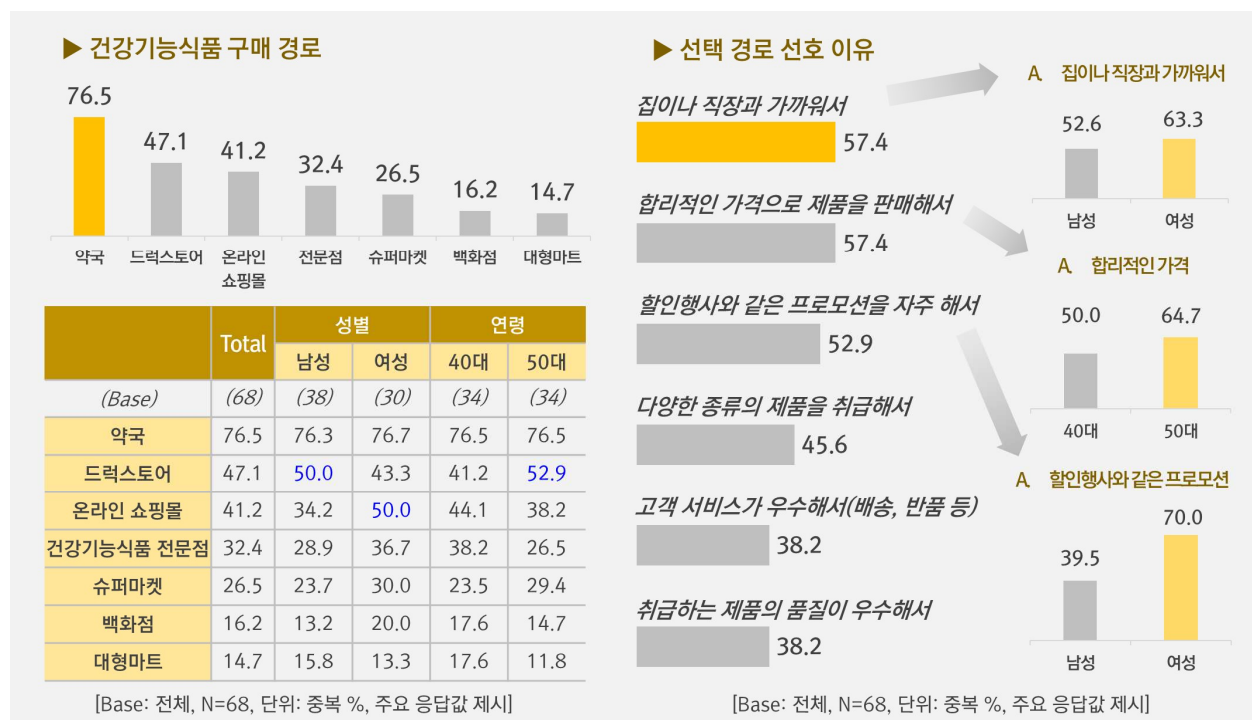 ▶ 건강기능식품 구매 경로
76.5
47.1
41.2
32.4
26.5
16.2
14.7
약국 드럭스토어 온라인 쇼핑몰 전문점 슈퍼마켓 백화점 대형마트
Total 성별 연령
남성 여성 40대 50대
(Base) (68) (38) (30) (34) (34)
약국 76.5 76.3 76.7 76.5 76.5
드럭스토어 47.1 50.0 43.3 41.2 52.9
온라인 쇼핑몰 41.2 34.2 50.0 44.1 38.2
건강기능식품 전문점 32.4 28.9 36.7 38.2 26.5
슈퍼마켓 26.5 23.7 30.0 23.5 29.4
백화점 16.2 13.2 20.0 17.6 14.7
대형마트 14.7 15.8 13.3 17.6 11.8
[Base: 전체, N=68, 단위: 중복 %, 주요 응답값 제시]
▶ 선택 경로 선호 이유
집이나 직장과 가까워서
57.4
합리적인 가격으로 제품을 판매해서
57.4
할인행사와 같은 프로모션을 자주 해서
52.9
다양한 종류의 제품을 취급해서
45.6
고객 서비스가 우수해서(배송, 반품 등)
38.2
취급하는 제품의 품질이 우수해서
38.2
A. 집이나 직장과 가까워서
52.6 63.3
남성 여성
A. 합리적인 가격
50.0 64.7
40대 50대
A. 할인행사와 같은 프로모션
39.5 70.0
남성 여성
[Base: 전체, N=68, 단위: 중복 %, 주요 응답값 제시]